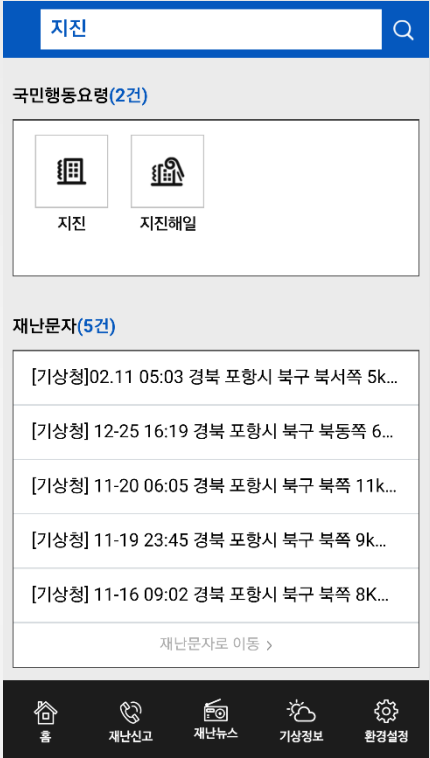 지진
국민행동요령(2건)
지진
지진해일
재난문자(5건)
[기상청]02.11 05:03 경북 포항시 북구 북서쪽 5k...
[기상청] 12-25 16:19 경북 포항시 북구 북동쪽 6...
[기상청] 11-20 06:05 경북 포항시 북구 북쪽 11k...
[기상청] 11-19 23:45 경북 포항시 북구 북쪽 9k...
[기상청] 11-16 09:02 경북 포항시 북구 북쪽 8K...
재난문자로 이동 >
홈
재난신고
재난뉴스
기상정보
환경설정